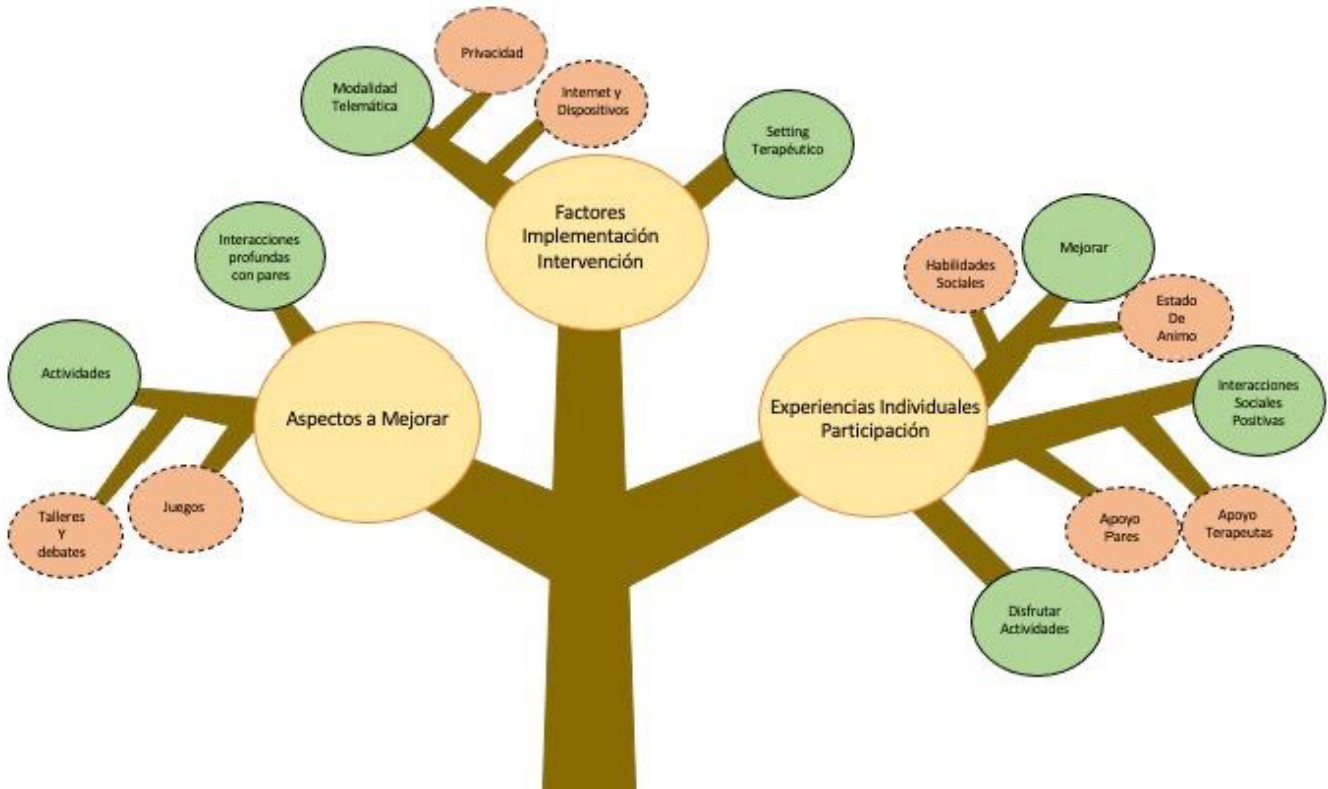 Privacidad
Modalidad
Telemática
Internet y
Dispositivos
Setting
Terapéutico
Factores
Implementación
Intervención
Interacciones
profundas
con pares
Actividades
Aspectos a Mejorar
Talleres
Y
debates
Juegos
Habilidades
Sociales
Mejorar
Estado
De
Animo
Experiencias Individuales
Participación
Interacciones
Sociales
Positivas
Apoyo
Pares
Apoyo
Terapeutas
Disfrutar
Actividades